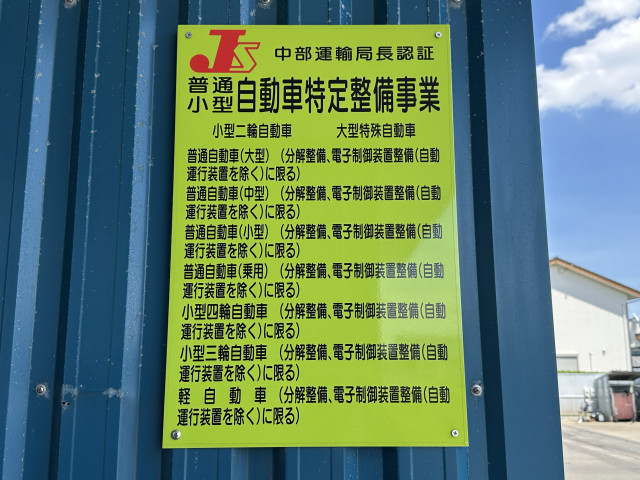 JS 中部運輸局長認証
普通
小型 自動車特定整備事業
小型二輪自動車 大型特殊自動車
普通自動車(大型) (分解整備、電子制御装置整備(自動
運行装置を除く)に限る)
普通自動車(中型) (分解整備、電子制御装置整備(自動
運行装置を除く)に限る)
普通自動車(小型) (分解整備、電子制御装置整備(自動
運行装置を除く)に限る)
普通自動車(乗用) (分解整備、電子制御装置整備(自動
運行装置を除く)に限る)
小型四輪自動車 (分解整備、電子制御装置整備(自動
運行装置を除く)に限る)
小型三輪自動車 (分解整備、電子制御装置整備(自動
運行装置を除く)に限る)
軽自動車 (分解整備、電子制御装置整備(自動
運行装置を除く)に限る)